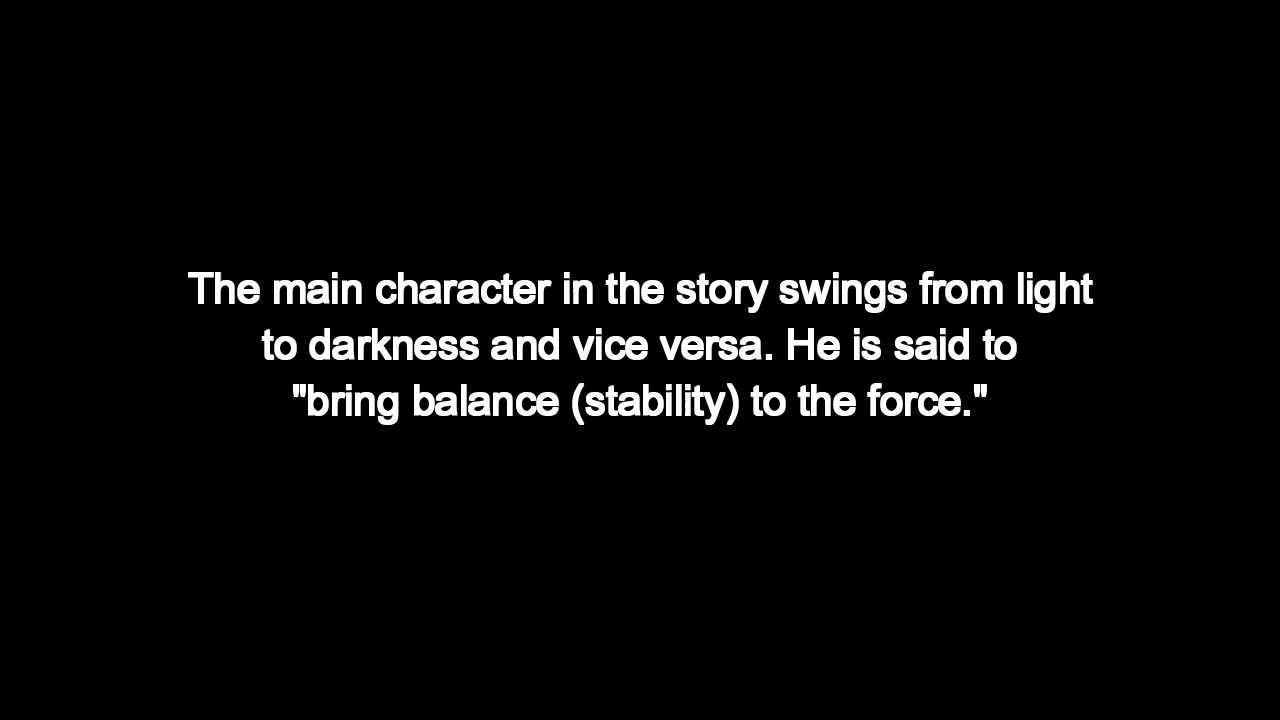 The main character in the story swings from light
to darkness and vice versa. He is said to
"bring balance (stability) to the force."